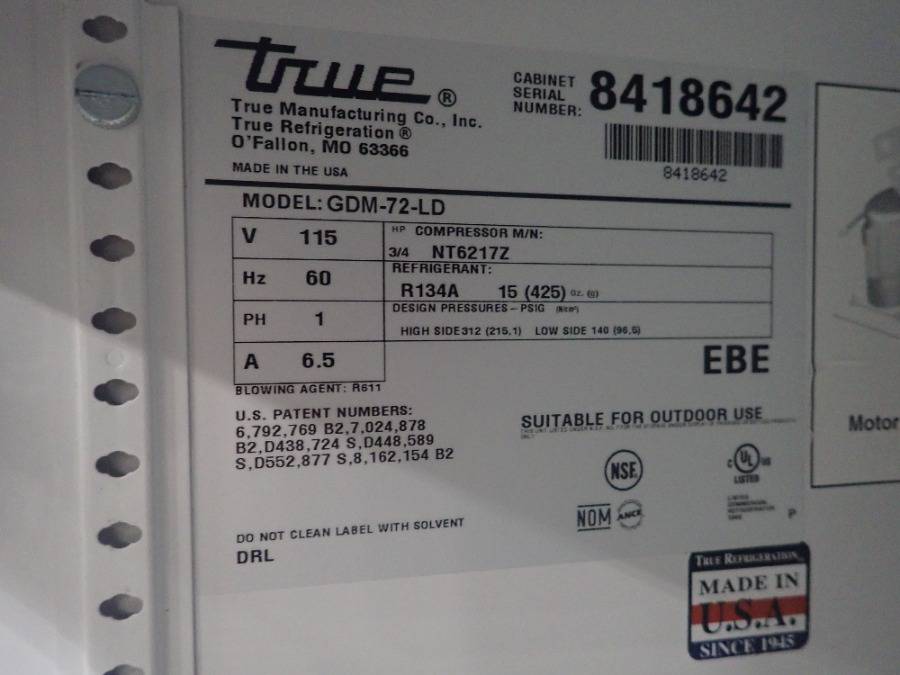 true®
True Manufacturing Co., Inc.
True Refrigeration®
O'Fallon, MO 63366
MADE IN THE USA
CABINET
SERIAL
NUMBER: 8418642
8418642
MODEL: GDM-72-LD
V 115
HP COMPRESSOR M/N:
3/4 NT6217Z
Hz 60
REFRIGERANT:
R134A 15 (425) Oz. (g)
PH 1
DESIGN PRESSURES - PSIG
HIGH SIDE 312 (215.1) LOW SIDE 140 (96.5)
A 6.5
EBE
BLOWING AGENT: R611
U.S. PATENT NUMBERS:
6,792,769 B2,7,024,878
B2,D438,724 S,D448,589
S,D552,877 S,8,162,154 B2
SUITABLE FOR OUTDOOR USE
NSF.
c UL US
LISTED
NOM ANCE
P
DO NOT CLEAN LABEL WITH SOLVENT
DRL
TRUE REFRIGERATION
MADE IN
U.S.A.
SINCE 1945
Motor